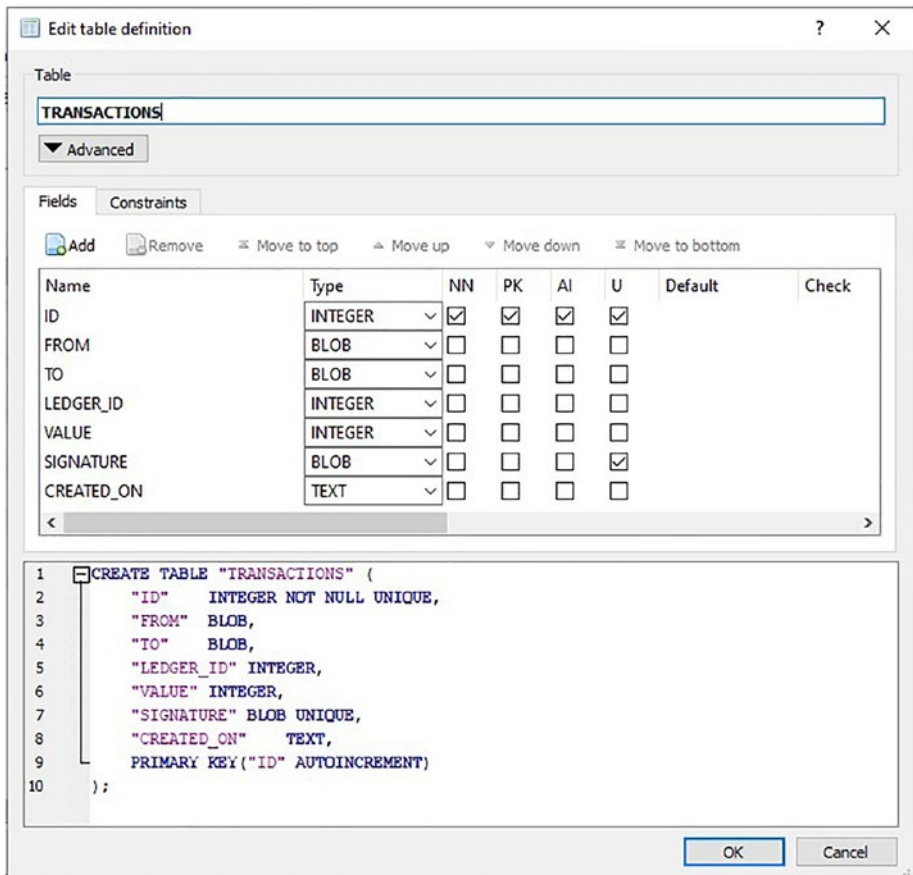 Edit table definition ? ×
Table
TRANSACTIONS
Advanced
Fields Constraints
Add Remove Move to top Move up Move down Move to bottom
Name Type NN PK AI U Default Check
ID INTEGER
FROM BLOB
TO BLOB
LEDGER_ID INTEGER
VALUE INTEGER
SIGNATURE BLOB
CREATED_ON TEXT
1 CREATE TABLE "TRANSACTIONS" (
2 "ID" INTEGER NOT NULL UNIQUE,
3 "FROM" BLOB,
4 "TO" BLOB,
5 "LEDGER_ID" INTEGER,
6 "VALUE" INTEGER,
7 "SIGNATURE" BLOB UNIQUE,
8 "CREATED_ON" TEXT,
9 PRIMARY KEY("ID" AUTOINCREMENT)
10 );
OK Cancel